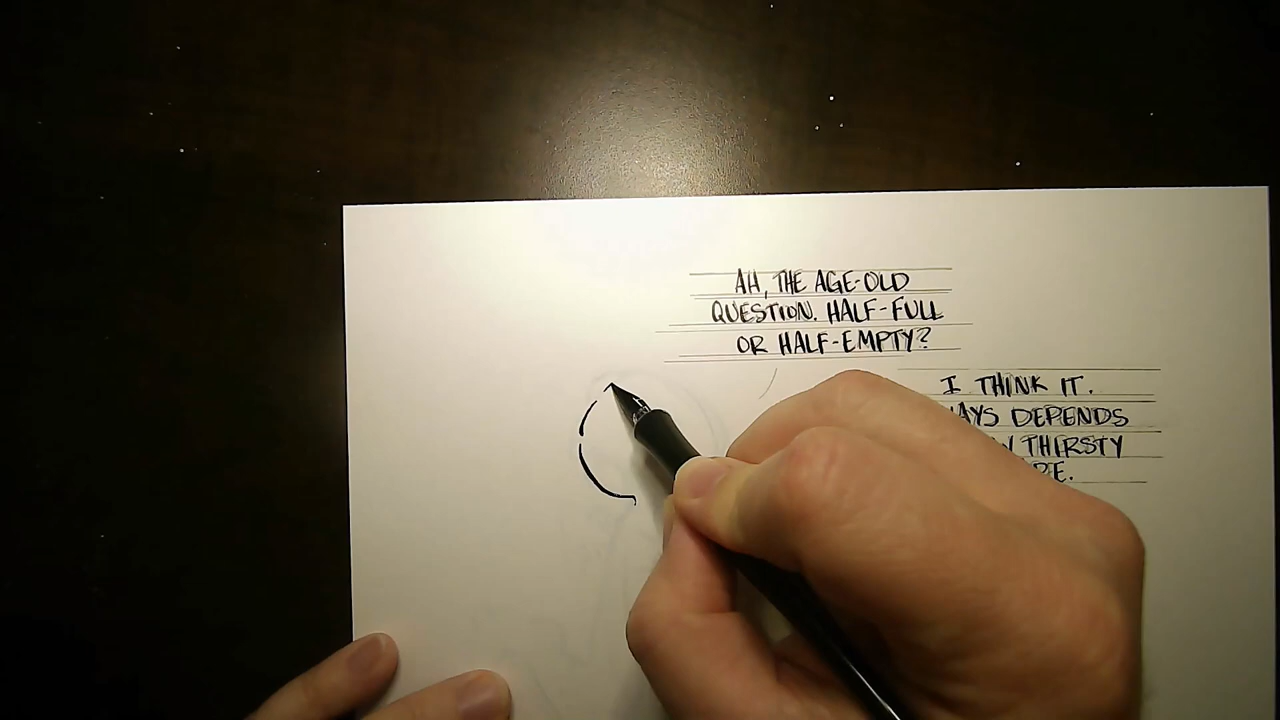 AH, THE AGE-OLD
QUESTION. HALF-FULL
OR HALF-EMPTY?
I THINK IT.
DEPENDS
THIRSTY